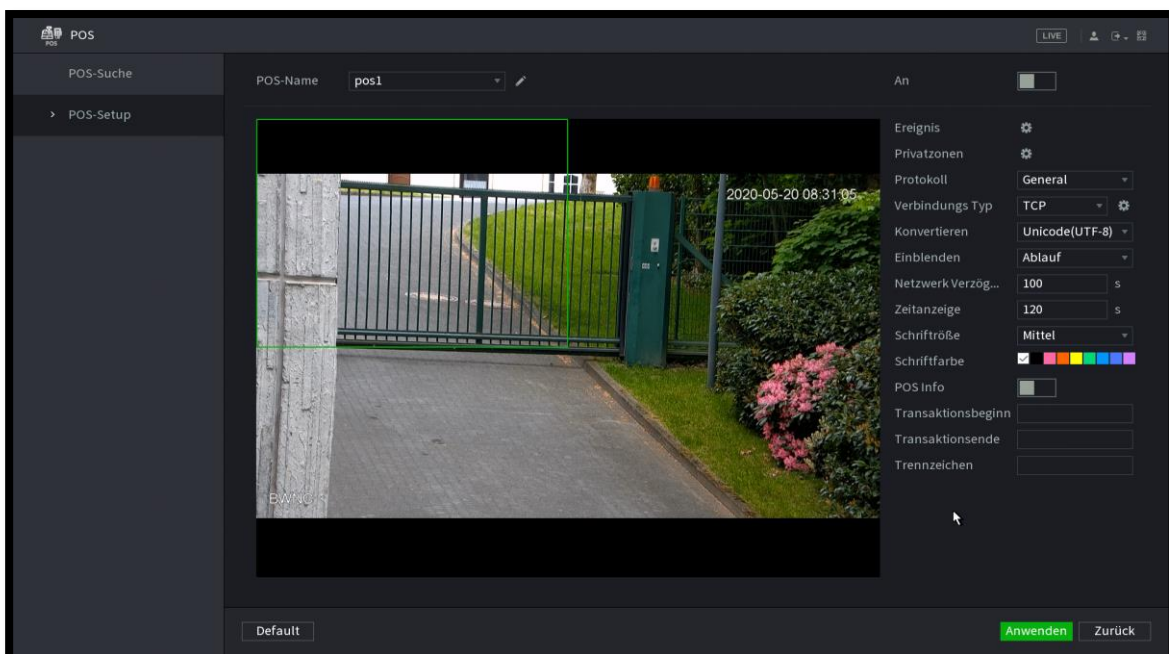 POS
POS
LIVE
POS-Suche
POS-Setup
POS-Name pos1
An
Ereignis
Privatzonen
Protokoll General
Verbindungs Typ TCP
Konvertieren Unicode(UTF-8)
Einblenden Ablauf
Netzwerk Verzög... 100 s
Zeitanzeige 120 s
Schriftröße Mittel
Schriftfarbe
POS Info
Transaktionsbeginn
Transaktionsende
Trennzeichen
2020-05-20 08:31:05
Default
Anwenden
Zurück